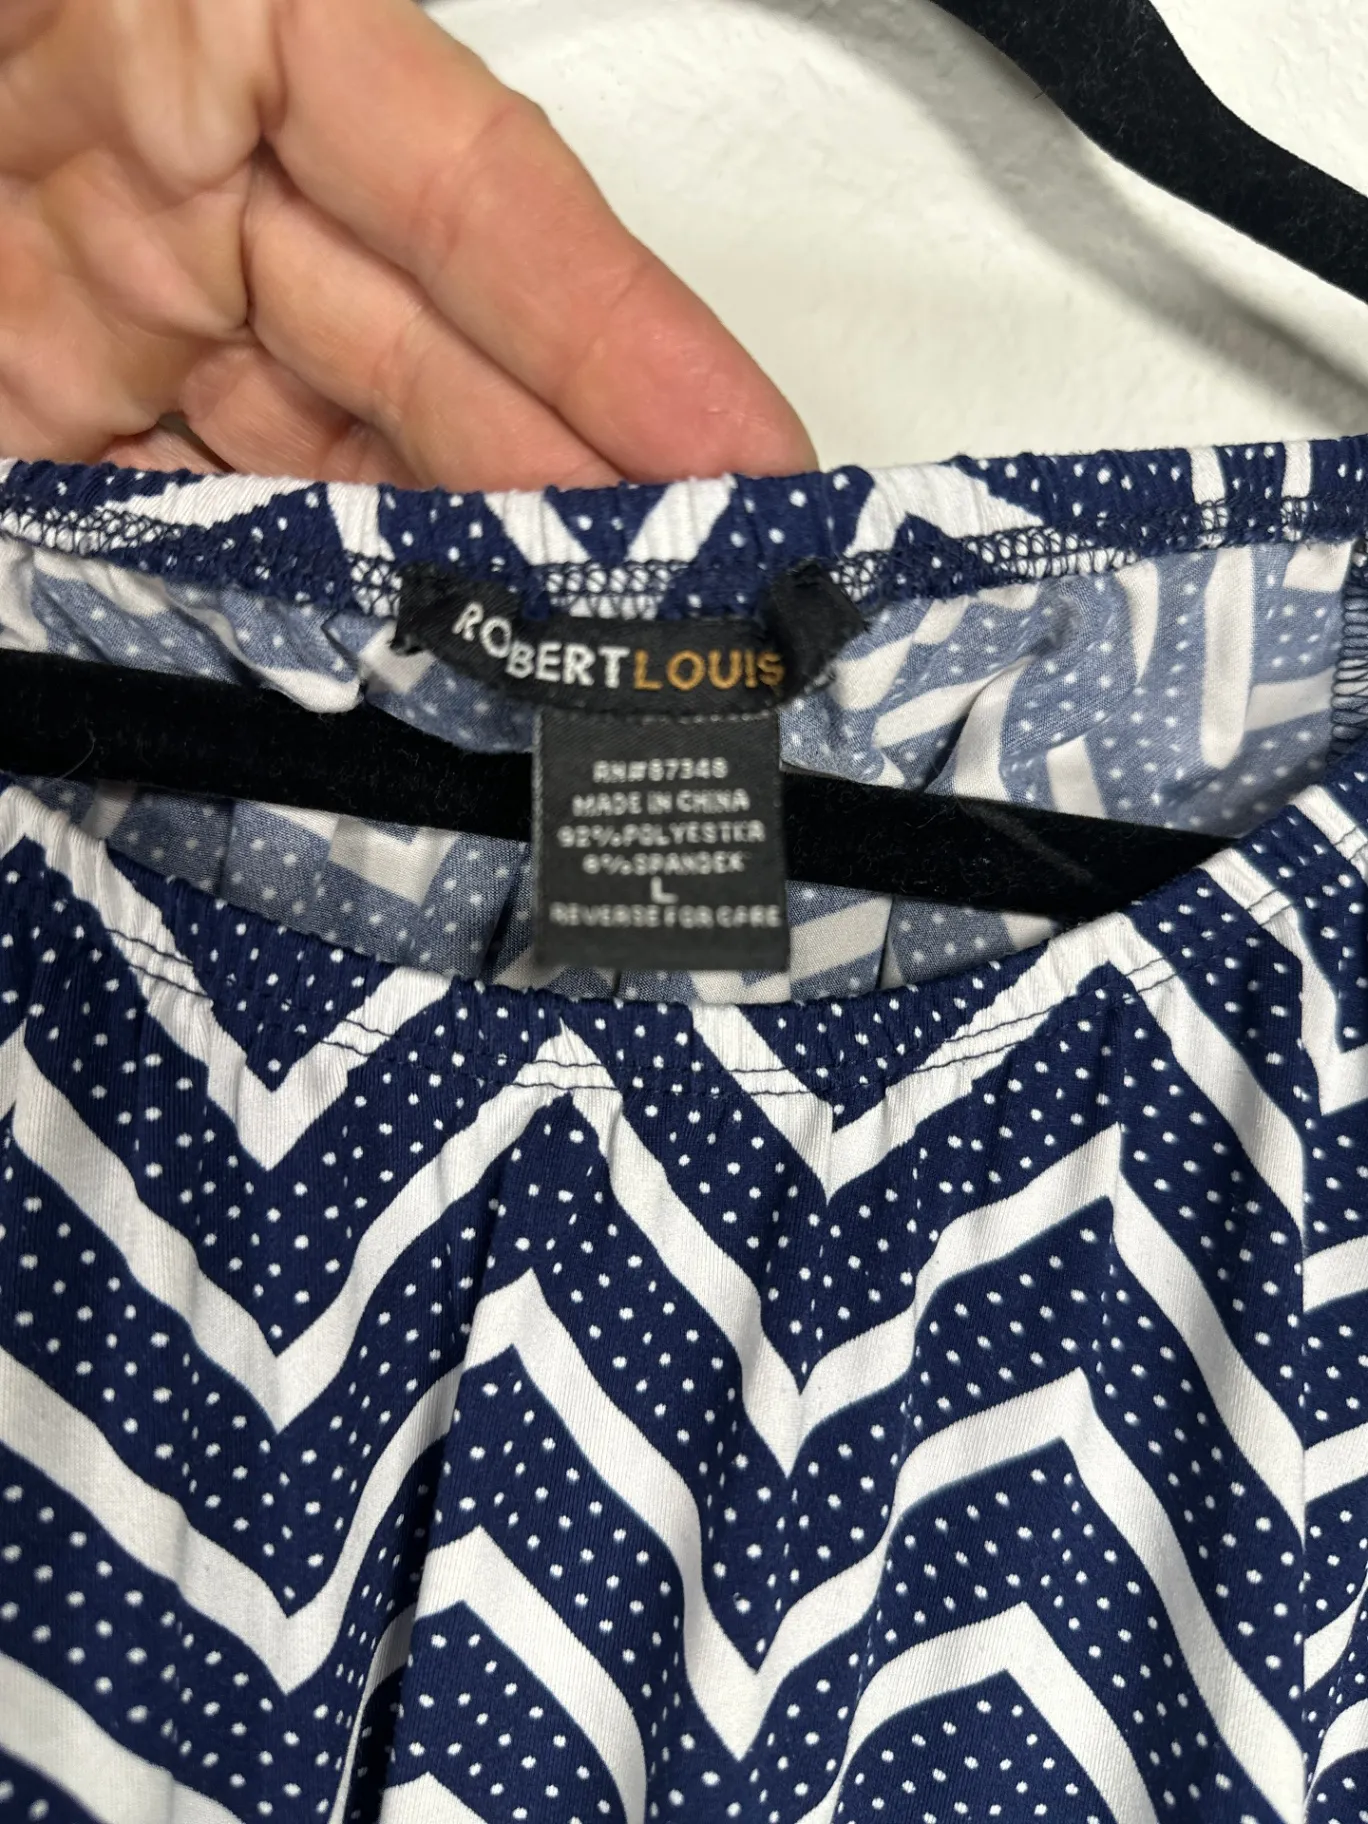 ROBERTLOUIS
RN#87348
MADE IN CHINA
92%POLYESTER
8%SPANDEX
L
REVERSE FOR CARE